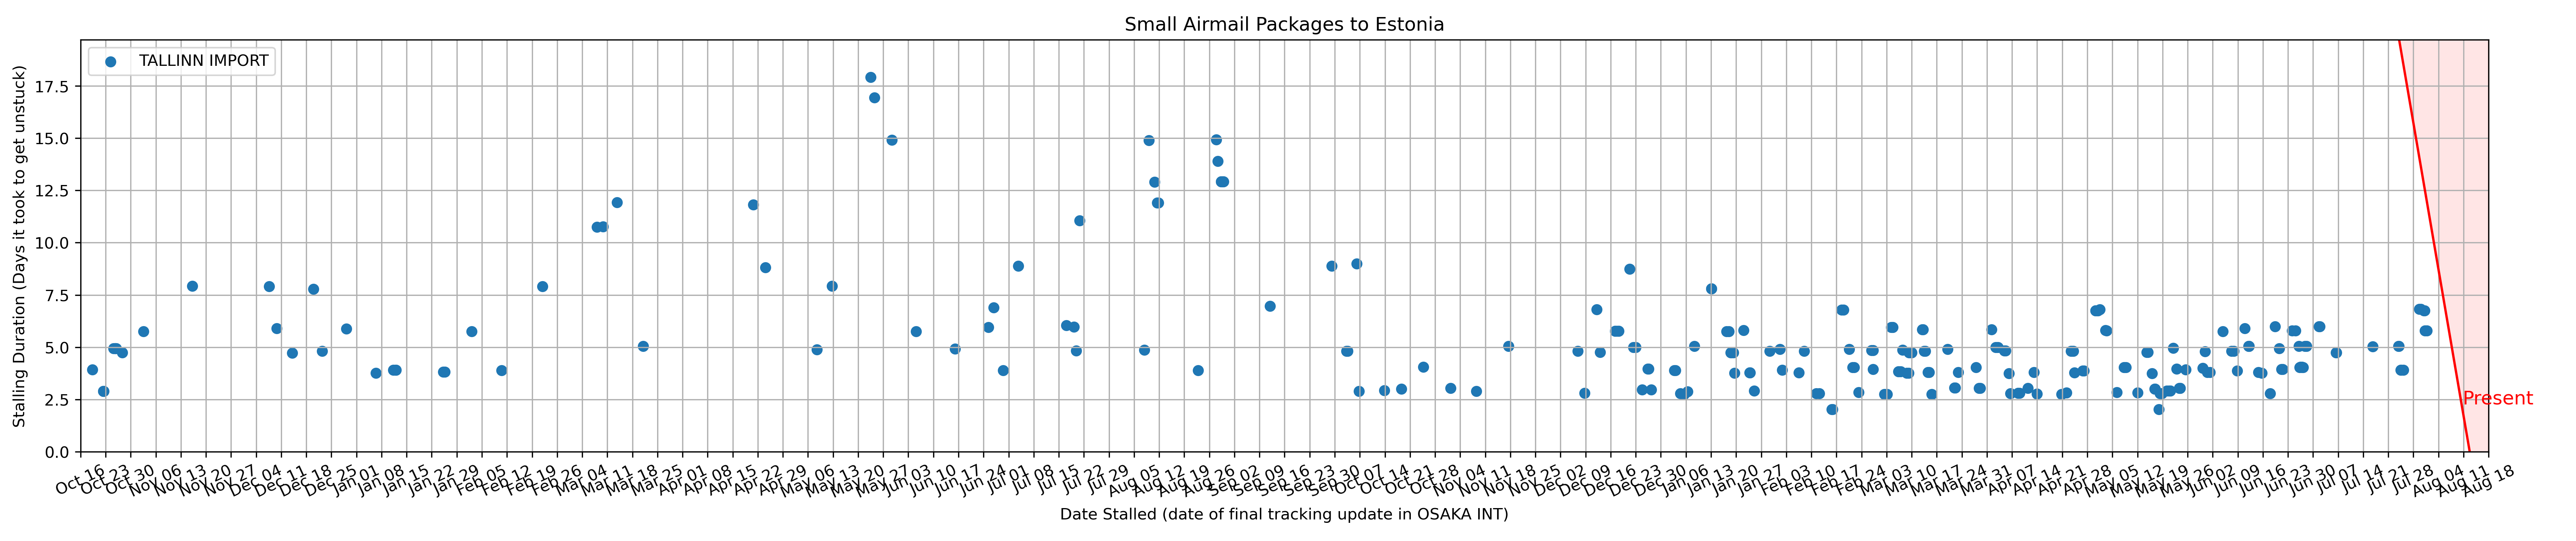 Small Airmail Packages to Estonia
TALLINN IMPORT
Stalling Duration (Days it took to get unstuck)
17.5
15.0
12.5
10.0
7.5
5.0
2.5
0.0
Present
Oct 16
Oct 23
Oct 30
Nov 06
Nov 13
Nov 20
Nov 27
Dec 04
Dec 11
Dec 18
Dec 25
Jan 01
Jan 08
Jan 15
Jan 22
Jan 29
Feb 05
Feb 12
Feb 19
Feb 26
Mar 04
Mar 11
Mar 18
Mar 25
Apr 01
Apr 08
Apr 15
Apr 22
Apr 29
May 06
May 13
May 20
May 27
Jun 03
Jun 10
Jun 17
Jun 24
Jul 01
Jul 08
Jul 15
Jul 22
Jul 29
Aug 05
Aug 12
Aug 19
Aug 26
Sep 02
Sep 09
Sep 16
Sep 23
Sep 30
Oct 07
Oct 14
Oct 21
Oct 28
Nov 04
Nov 11
Nov 18
Nov 25
Dec 02
Dec 09
Dec 16
Dec 23
Dec 30
Jan 06
Jan 13
Jan 20
Jan 27
Feb 03
Feb 10
Feb 17
Feb 24
Mar 03
Mar 10
Mar 17
Mar 24
Mar 31
Apr 07
Apr 14
Apr 21
Apr 28
May 05
May 12
May 19
May 26
Jun 02
Jun 09
Jun 16
Jun 23
Jun 30
Jul 07
Jul 14
Jul 21
Jul 28
Aug 04
Aug 11
Aug 18
Date Stalled (date of final tracking update in OSAKA INT)